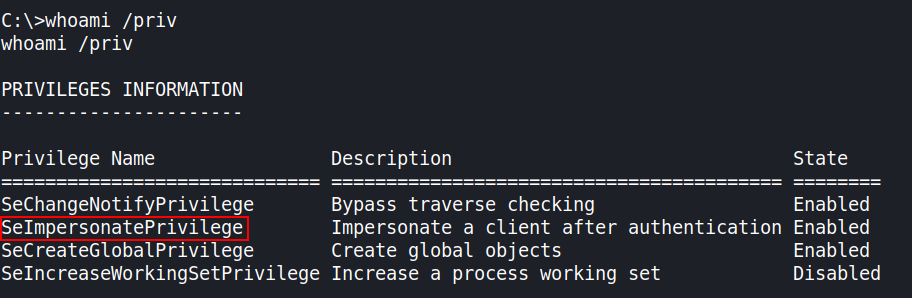 C:\>whoami /priv
whoami /priv
PRIVILEGES INFORMATION
----------------------
Privilege Name                Description                               State
============================= ========================================= ========
SeChangeNotifyPrivilege       Bypass traverse checking                  Enabled
SeImpersonatePrivilege        Impersonate a client after authentication Enabled
SeCreateGlobalPrivilege       Create global objects                     Enabled
SeIncreaseWorkingSetPrivilege Increase a process working set            Disabled